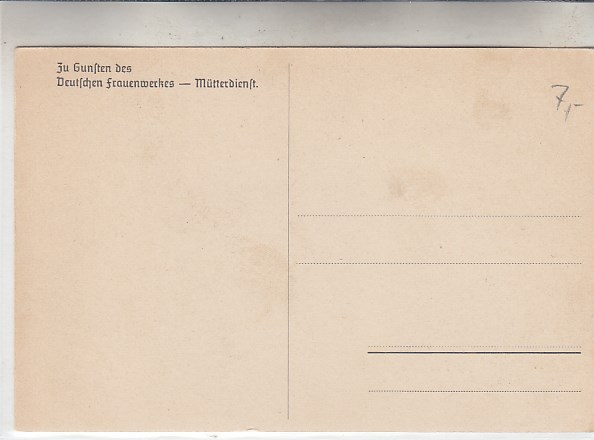 Zu Gunsten des
Deutschen Frauenwerkes — Mütterdienst.
7,-